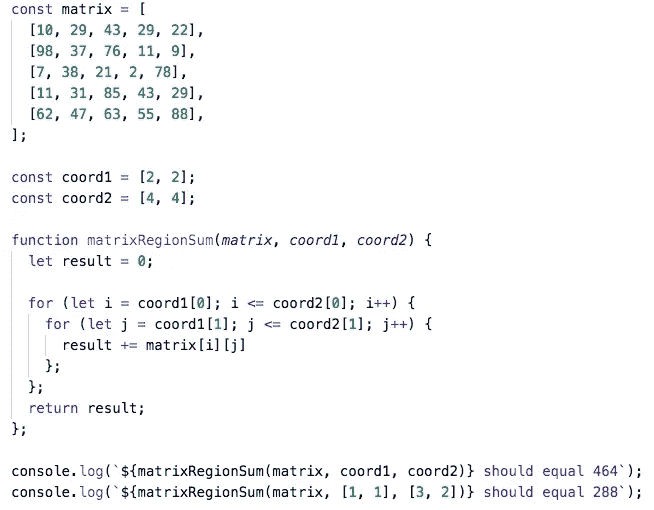 const matrix = [
[10, 29, 43, 29, 22],
[98, 37, 76, 11, 9],
[7, 38, 21, 2, 78],
[11, 31, 85, 43, 29],
[62, 47, 63, 55, 88],
];
const coord1 = [2, 2];
const coord2 = [4, 4];
function matrixRegionSum(matrix, coord1, coord2) {
let result = 0;
for (let i = coord1[0]; i <= coord2[0]; i++) {
for (let j = coord1[1]; j <= coord2[1]; j++) {
result += matrix[i][j]
};
};
return result;
};
console.log(`${matrixRegionSum(matrix, coord1, coord2)} should equal 464`);
console.log(`${matrixRegionSum(matrix, [1, 1], [3, 2])} should equal 288`);